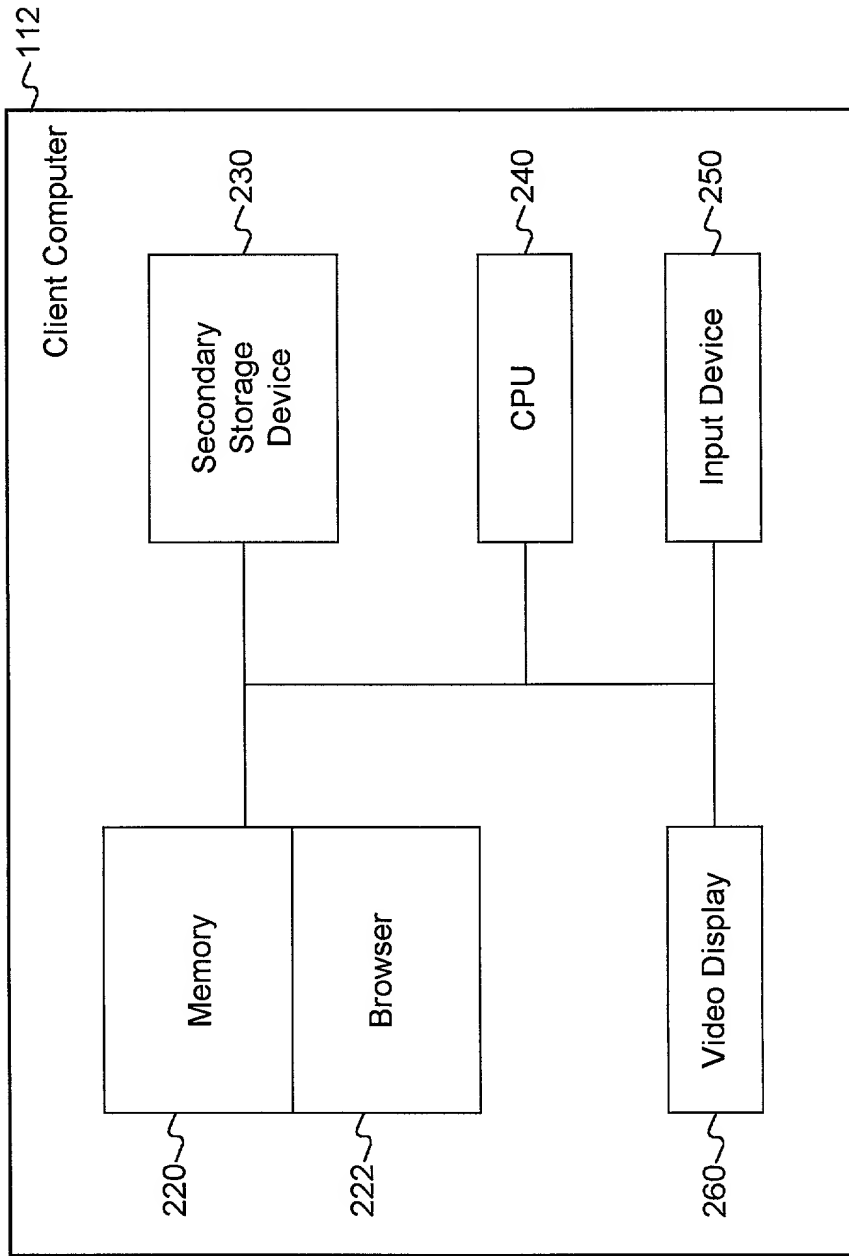 Client Computer
112
220
Memory
222
Browser
Secondary
Storage
Device
230
CPU
240
260
Video Display
Input Device
250